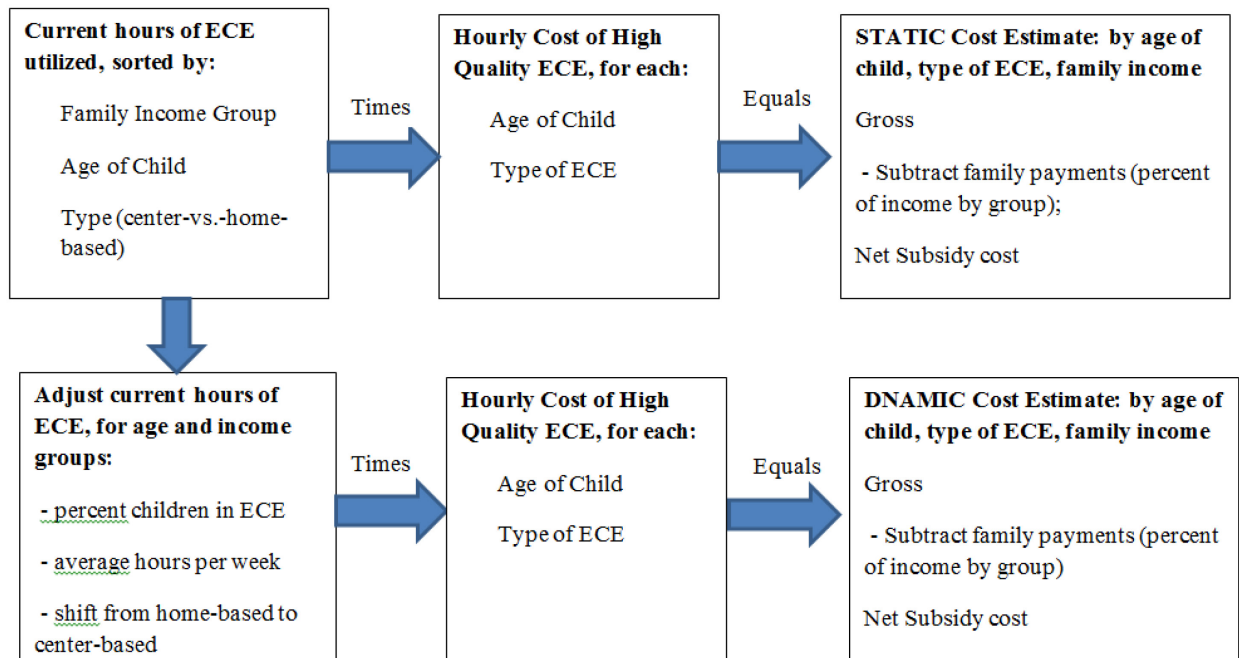 Current hours of ECE
utilized, sorted by:
Family Income Group
Age of Child
Type (center-vs.-home-
based)
Times
Hourly Cost of High
Quality ECE, for each:
Age of Child
Type of ECE
Equals
STATIC Cost Estimate: by age of
child, type of ECE, family income
Gross
- Subtract family payments (percent
of income by group);
Net Subsidy cost
Adjust current hours of
ECE, for age and income
groups:
- percent children in ECE
- average hours per week
- shift from home-based to
center-based
Times
Hourly Cost of High
Quality ECE, for each:
Age of Child
Type of ECE
Equals
DNAMIC Cost Estimate: by age of
child, type of ECE, family income
Gross
- Subtract family payments (percent
of income by group)
Net Subsidy cost